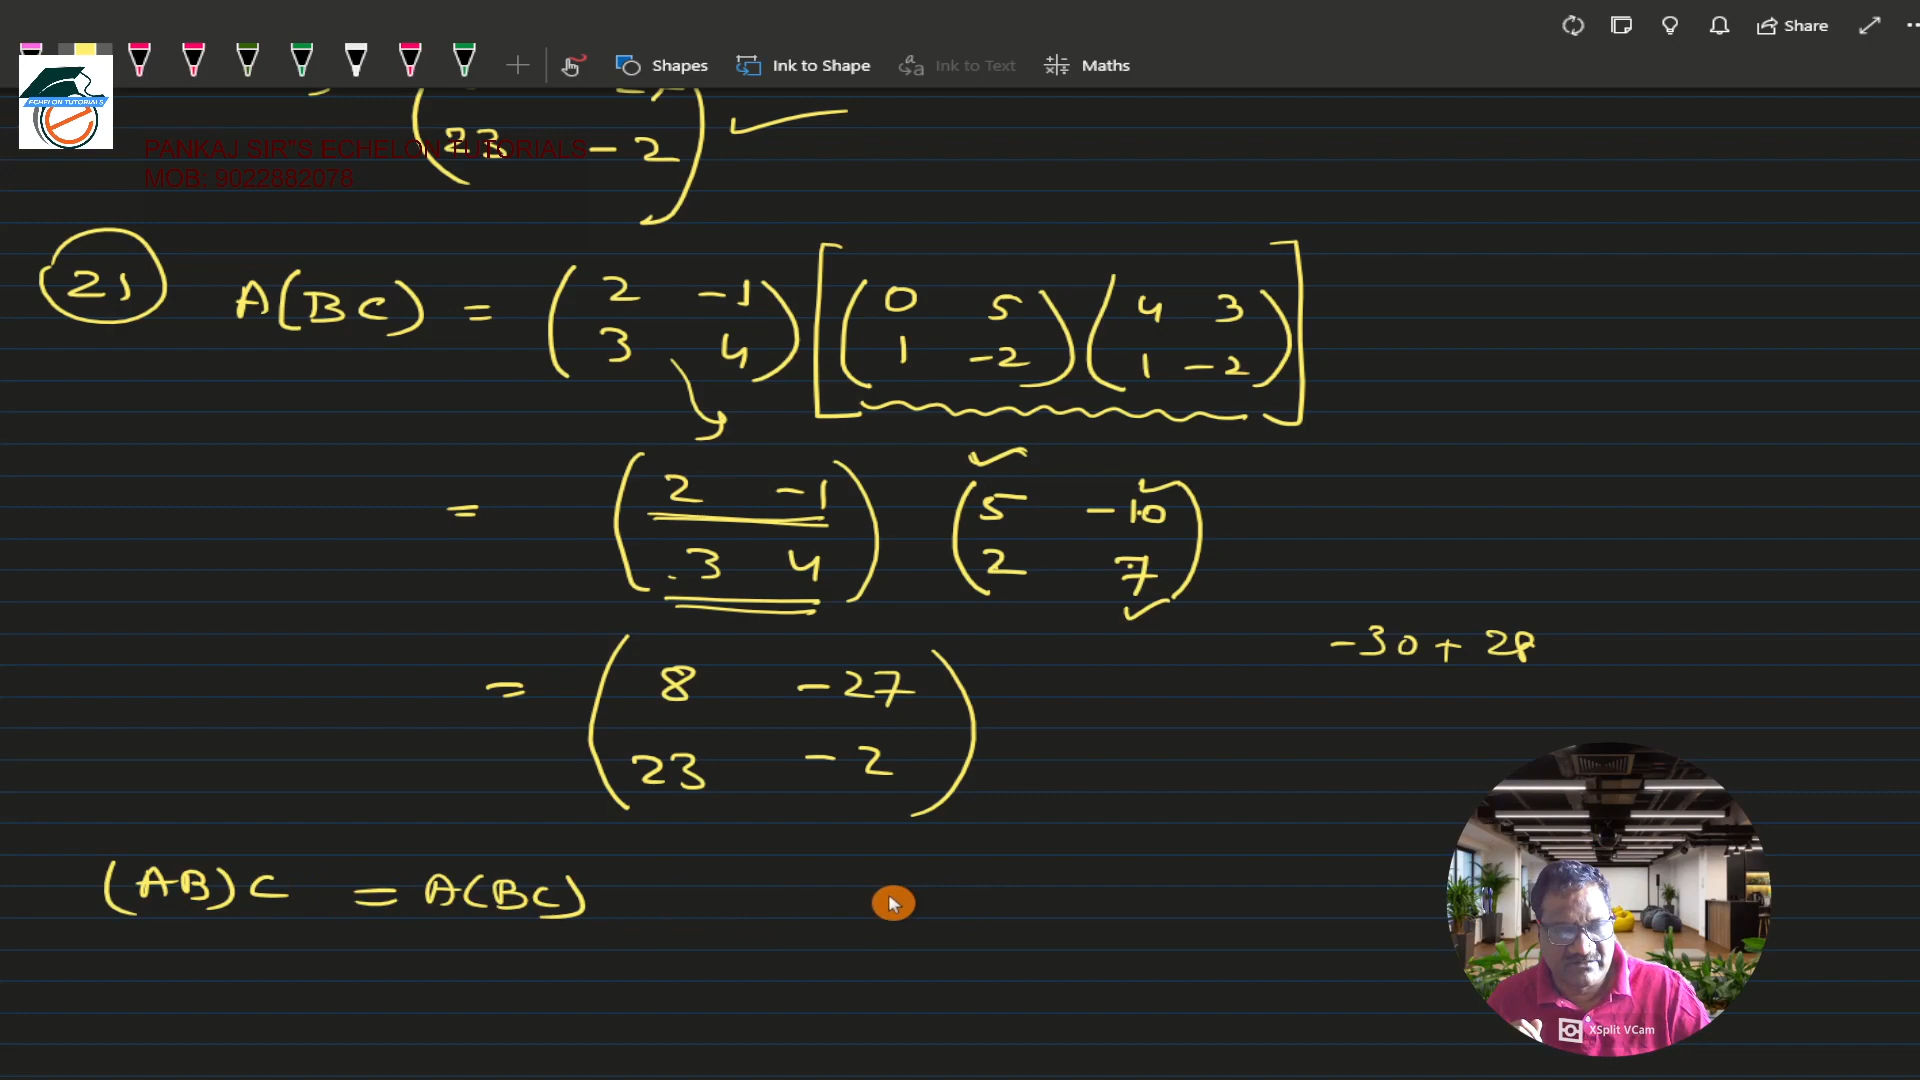 Share
Shapes
Ink to Shape
Ink to Text
Maths
ECHELON TUTORIALS
PANKAJ SIR"S ECHELON TUTORIALS
MOB: 9022882078
23 - 2
21 A(BC) = ( 2 -1 ) [ ( 0 5 ) ( 4 3 ) ]
( 3 4 ) [ ( 1 -2 ) ( 1 -2 ) ]
= ( 2 -1 ) ( 5 -10 )
( 3 4 ) ( 2 7 )
-30 + 28
= ( 8 -27 )
( 23 -2 )
(AB)C = A(BC)
XSplit VCam